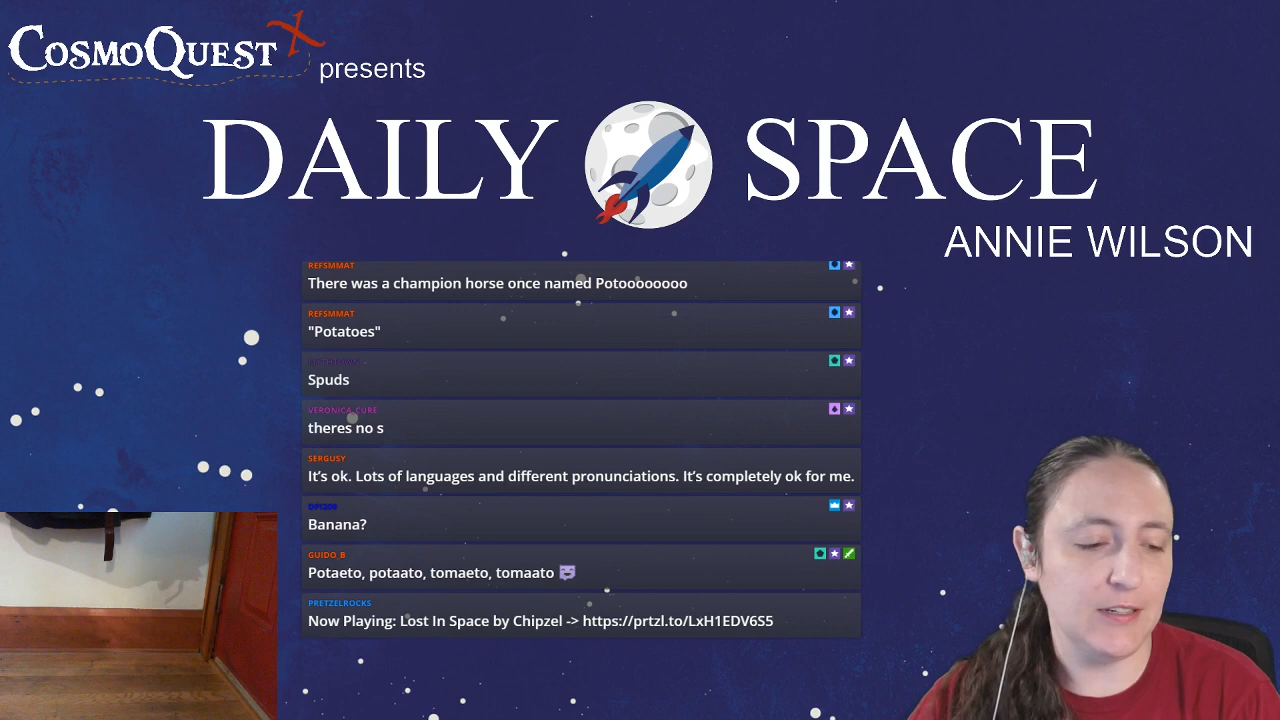 CosmoQuest X
presents
DAILY SPACE
ANNIE WILSON
REFSMMAT
There was a champion horse once named Potoooooooo
REFSMMAT
"Potatoes"
Spuds
VERONICA_CURE
theres no s
SERGUSY
It's ok. Lots of languages and different pronunciations. It's completely ok for me.
Banana?
GUIDO_B
Potaeto, potaato, tomaeto, tomaato
PRETZELROCKS
Now Playing: Lost In Space by Chipzel -> https://prtzl.to/LxH1EDV6S5